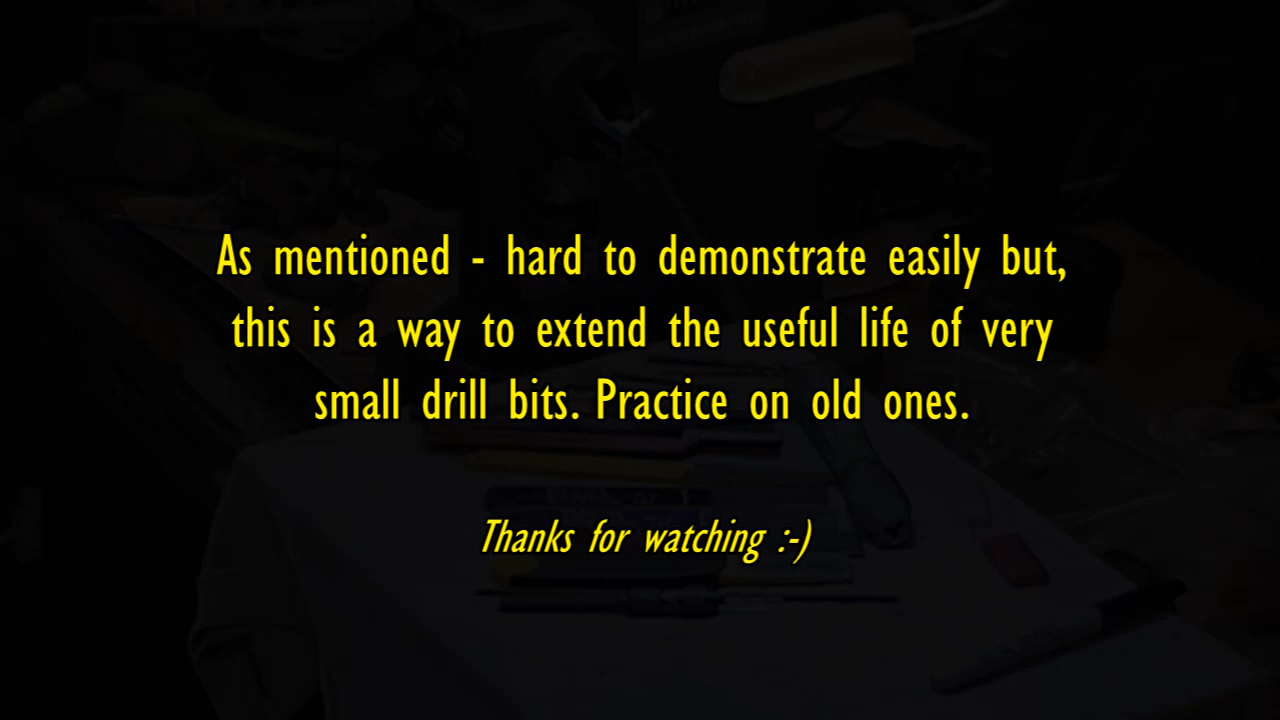 As mentioned - hard to demonstrate easily but,
this is a way to extend the useful life of very
small drill bits. Practice on old ones.
Thanks for watching :-)